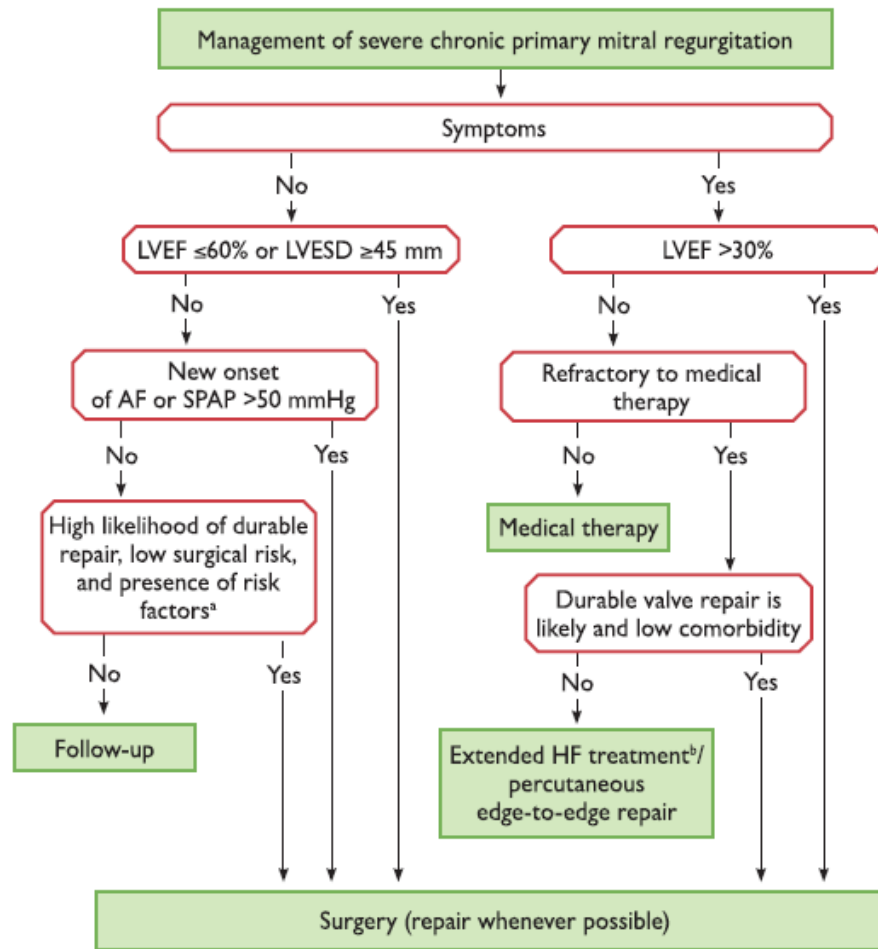 Management of severe chronic primary mitral regurgitation
Symptoms
No
Yes
LVEF ≤60% or LVESD ≥45 mm
LVEF >30%
No
Yes
No
Yes
New onset
of AF or SPAP >50 mmHg
Refractory to medical
therapy
No
Yes
No
Yes
High likelihood of durable
repair, low surgical risk,
and presence of risk
factorsᵃ
Medical therapy
Durable valve repair is
likely and low comorbidity
No
Yes
No
Yes
Follow-up
Extended HF treatmentᵇ/
percutaneous
edge-to-edge repair
Surgery (repair whenever possible)